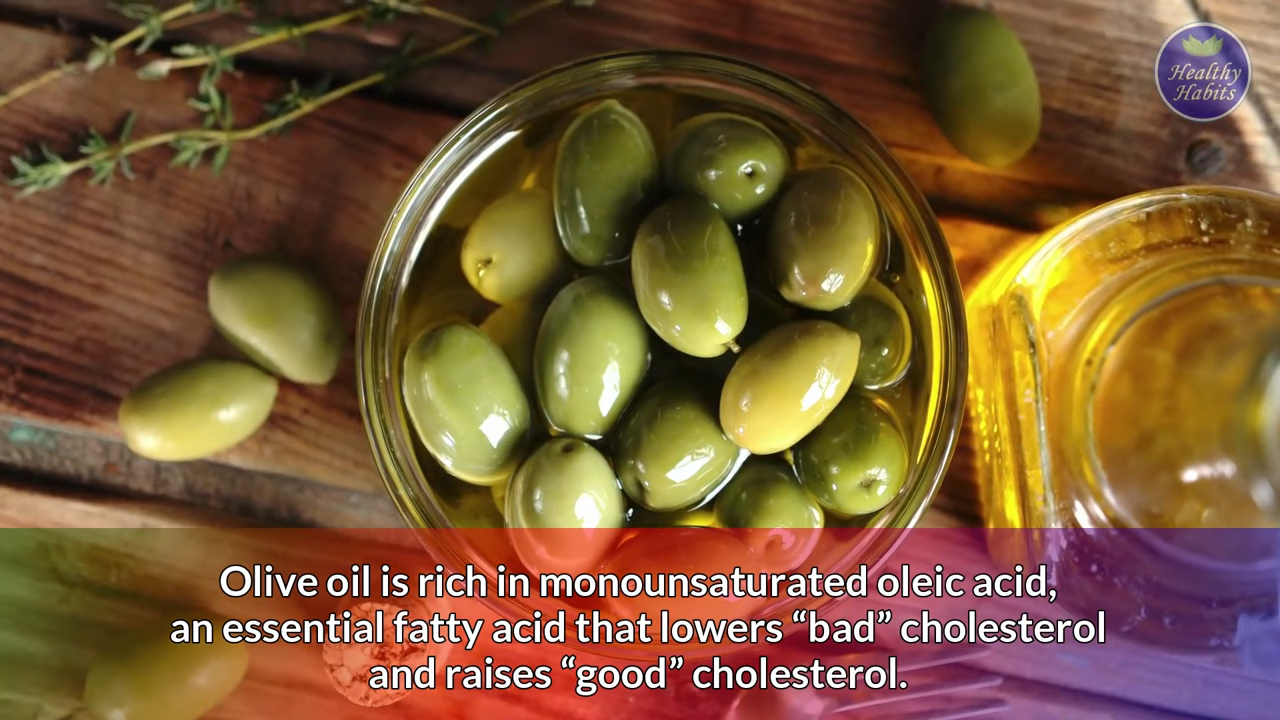 Healthy
Habits
Olive oil is rich in monounsaturated oleic acid,
an essential fatty acid that lowers “bad” cholesterol
and raises “good” cholesterol.